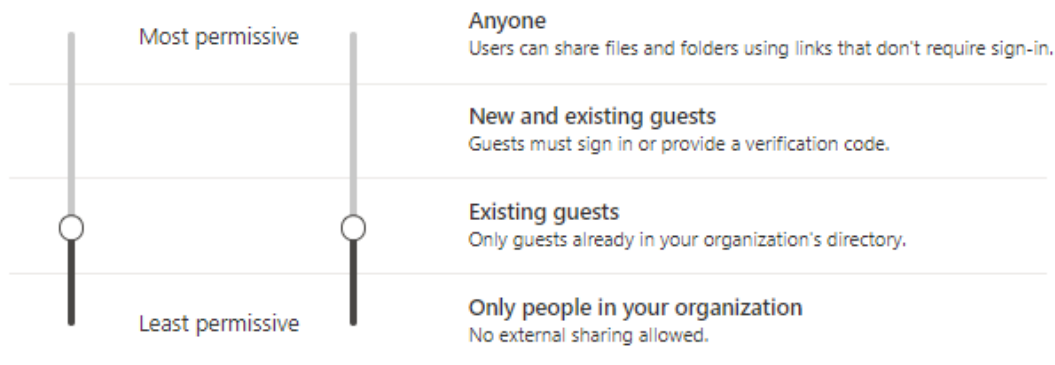 Most permissive
Anyone
Users can share files and folders using links that don't require sign-in.
New and existing guests
Guests must sign in or provide a verification code.
Existing guests
Only guests already in your organization's directory.
Least permissive
Only people in your organization
No external sharing allowed.